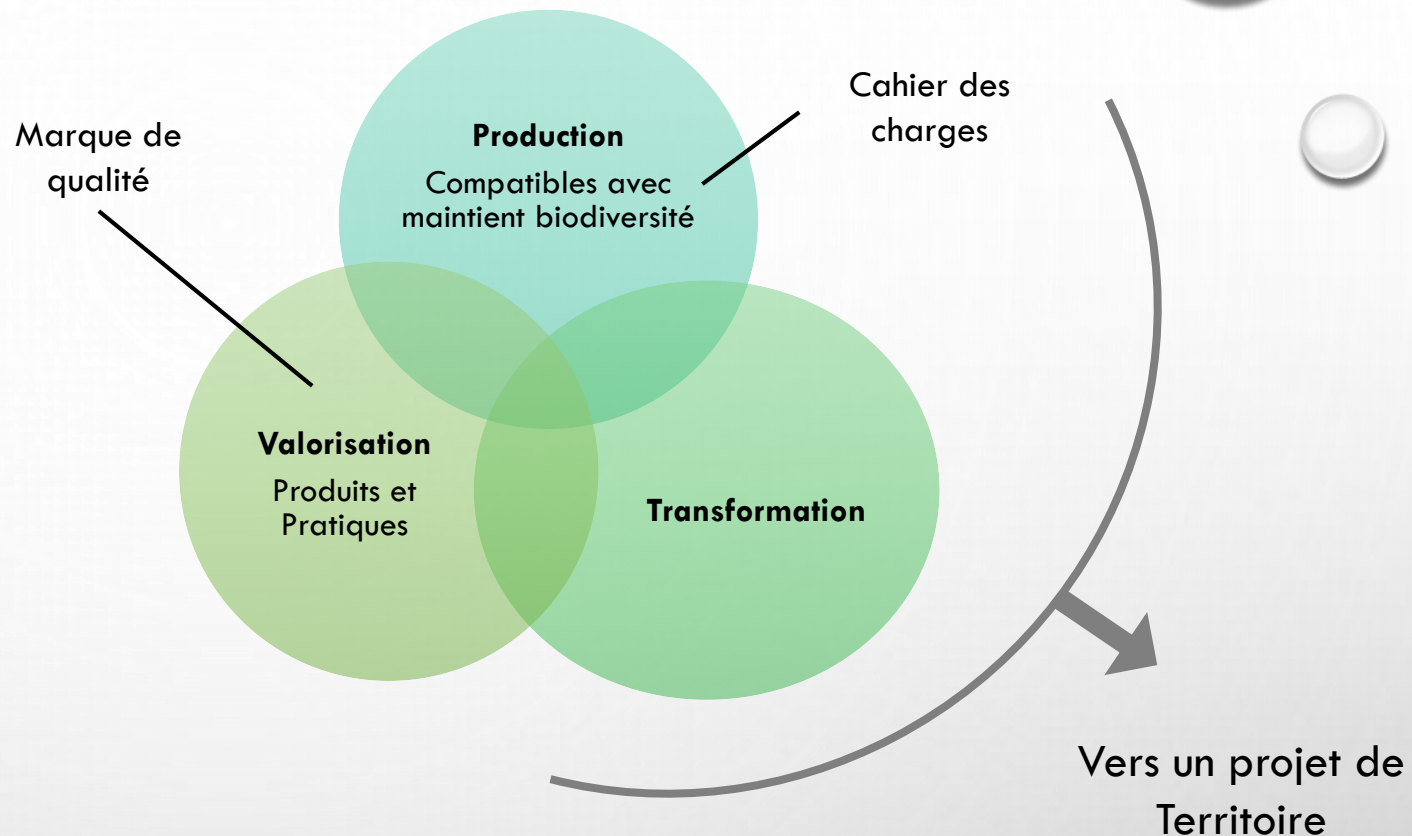 Marque de
qualité
Production
Compatibles avec
maintient biodiversité
Cahier des
charges
Valorisation
Produits et
Pratiques
Transformation
Vers un projet de
Territoire